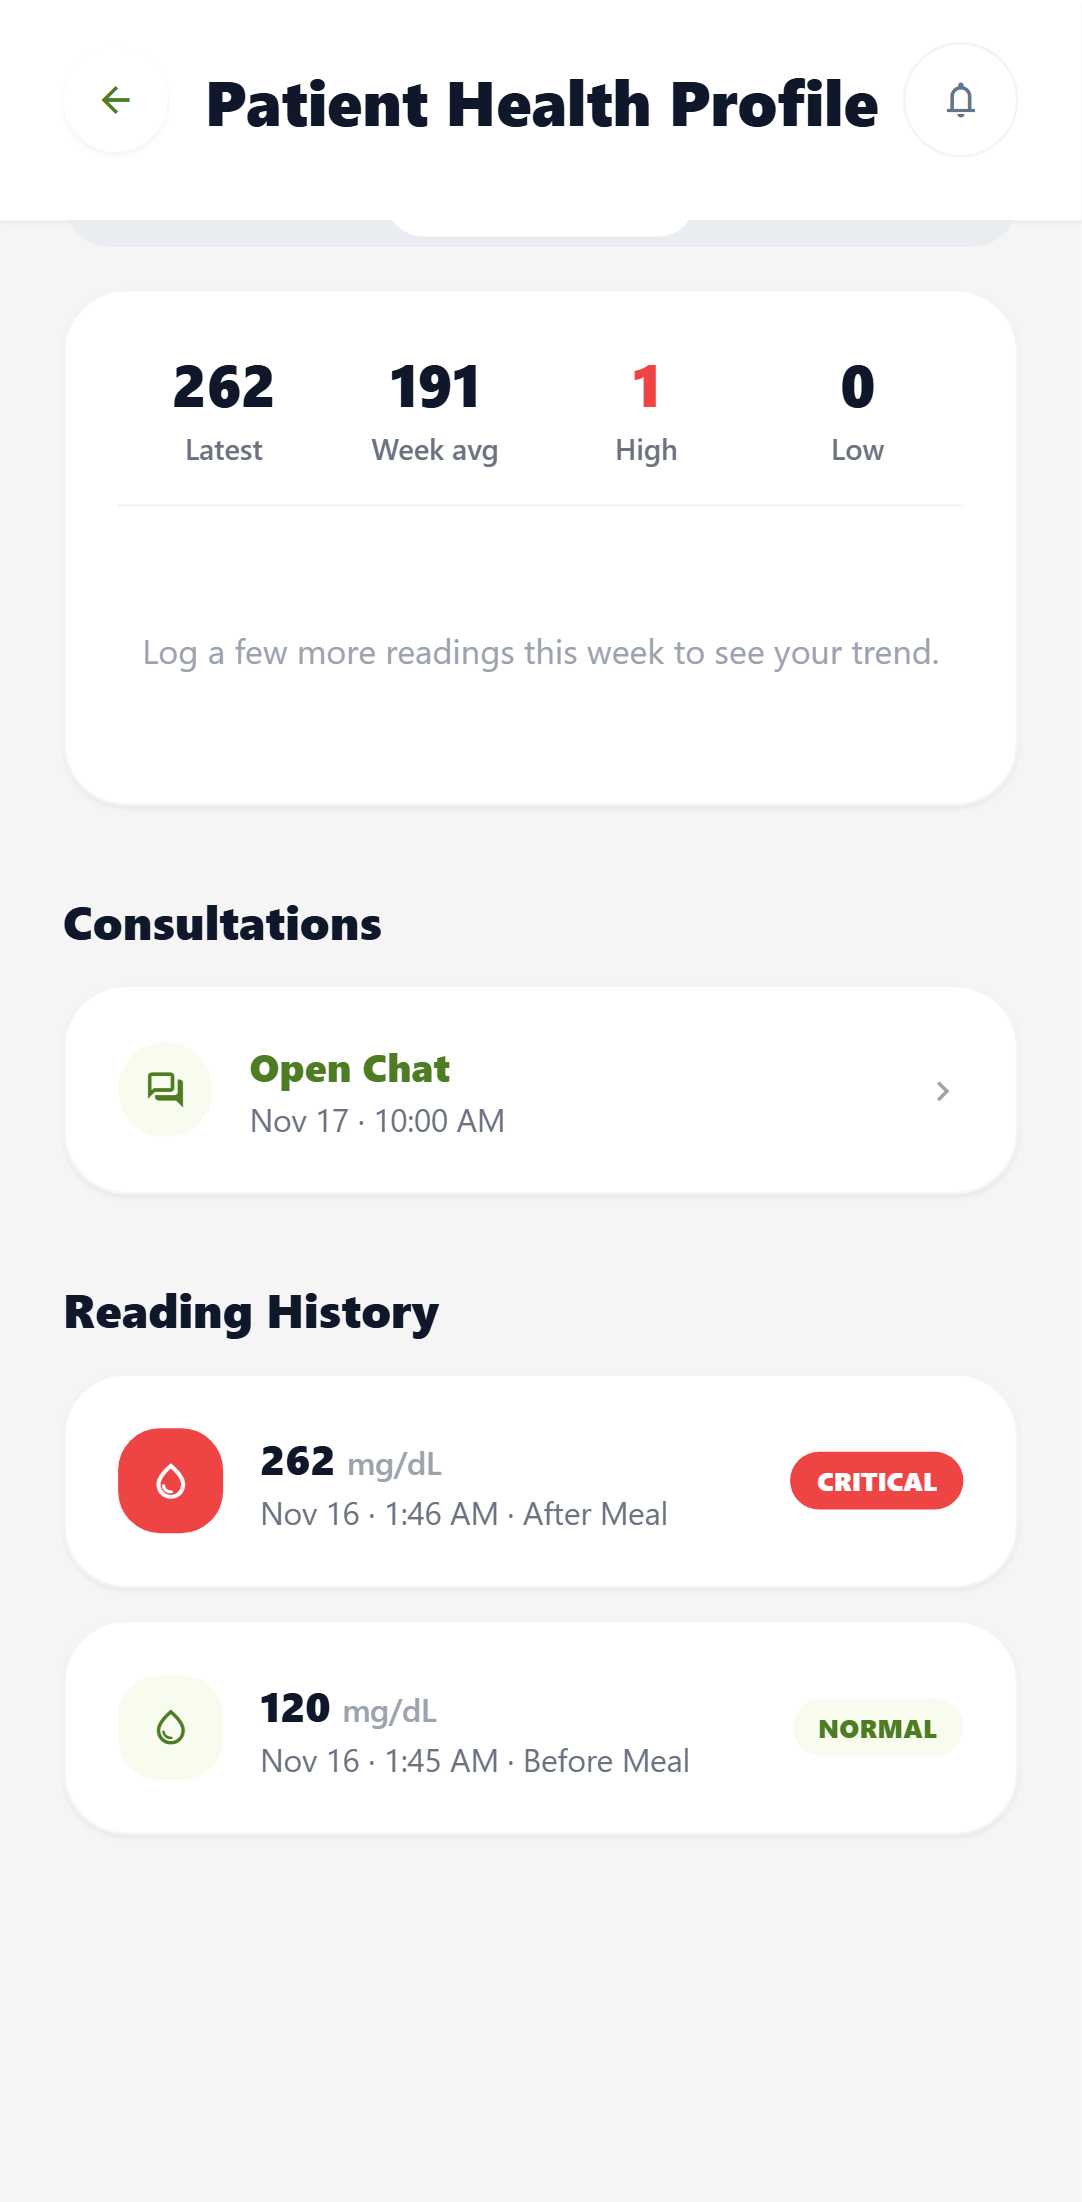 Patient Health Profile
262 191 1 0
Latest Week avg High Low
Log a few more readings this week to see your trend.
Consultations
Open Chat
Nov 17 · 10:00 AM
Reading History
262 mg/dL
Nov 16 · 1:46 AM · After Meal
CRITICAL
120 mg/dL
Nov 16 · 1:45 AM · Before Meal
NORMAL